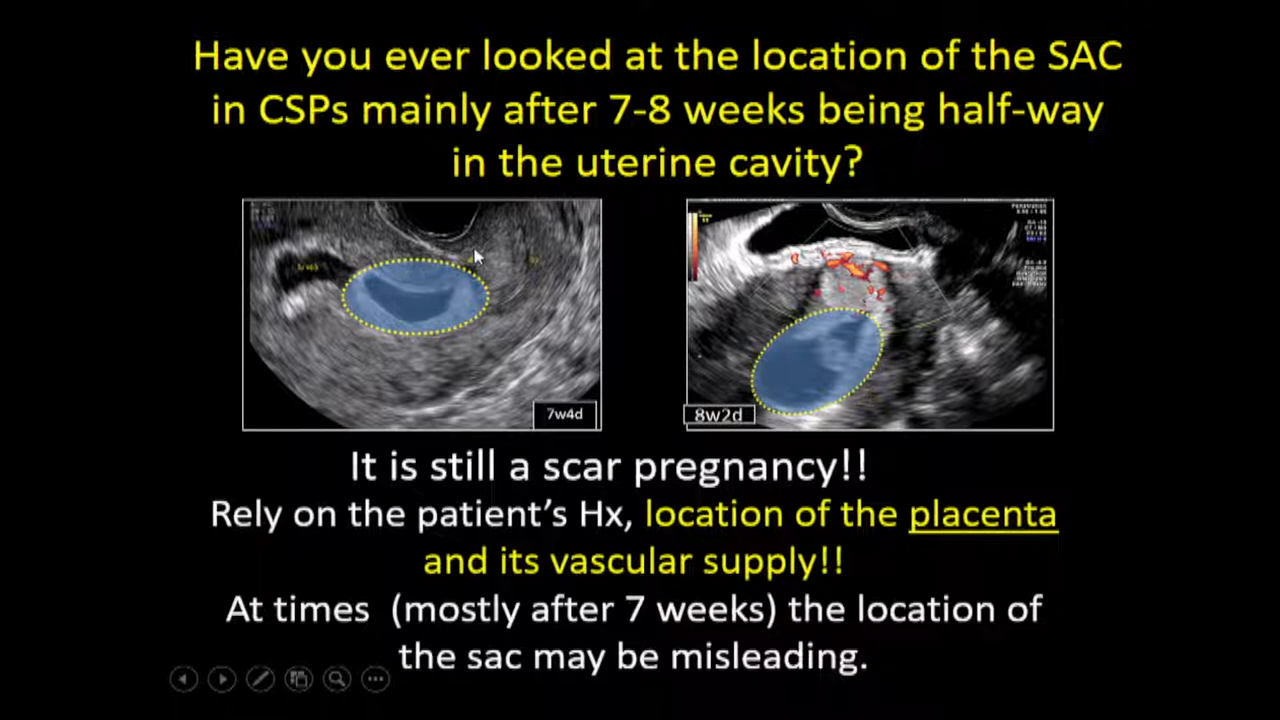 Have you ever looked at the location of the SAC
in CSPs mainly after 7-8 weeks being half-way
in the uterine cavity?
7w4d
8w2d
It is still a scar pregnancy!!
Rely on the patient’s Hx, location of the placenta
and its vascular supply!!
At times (mostly after 7 weeks) the location of
the sac may be misleading.